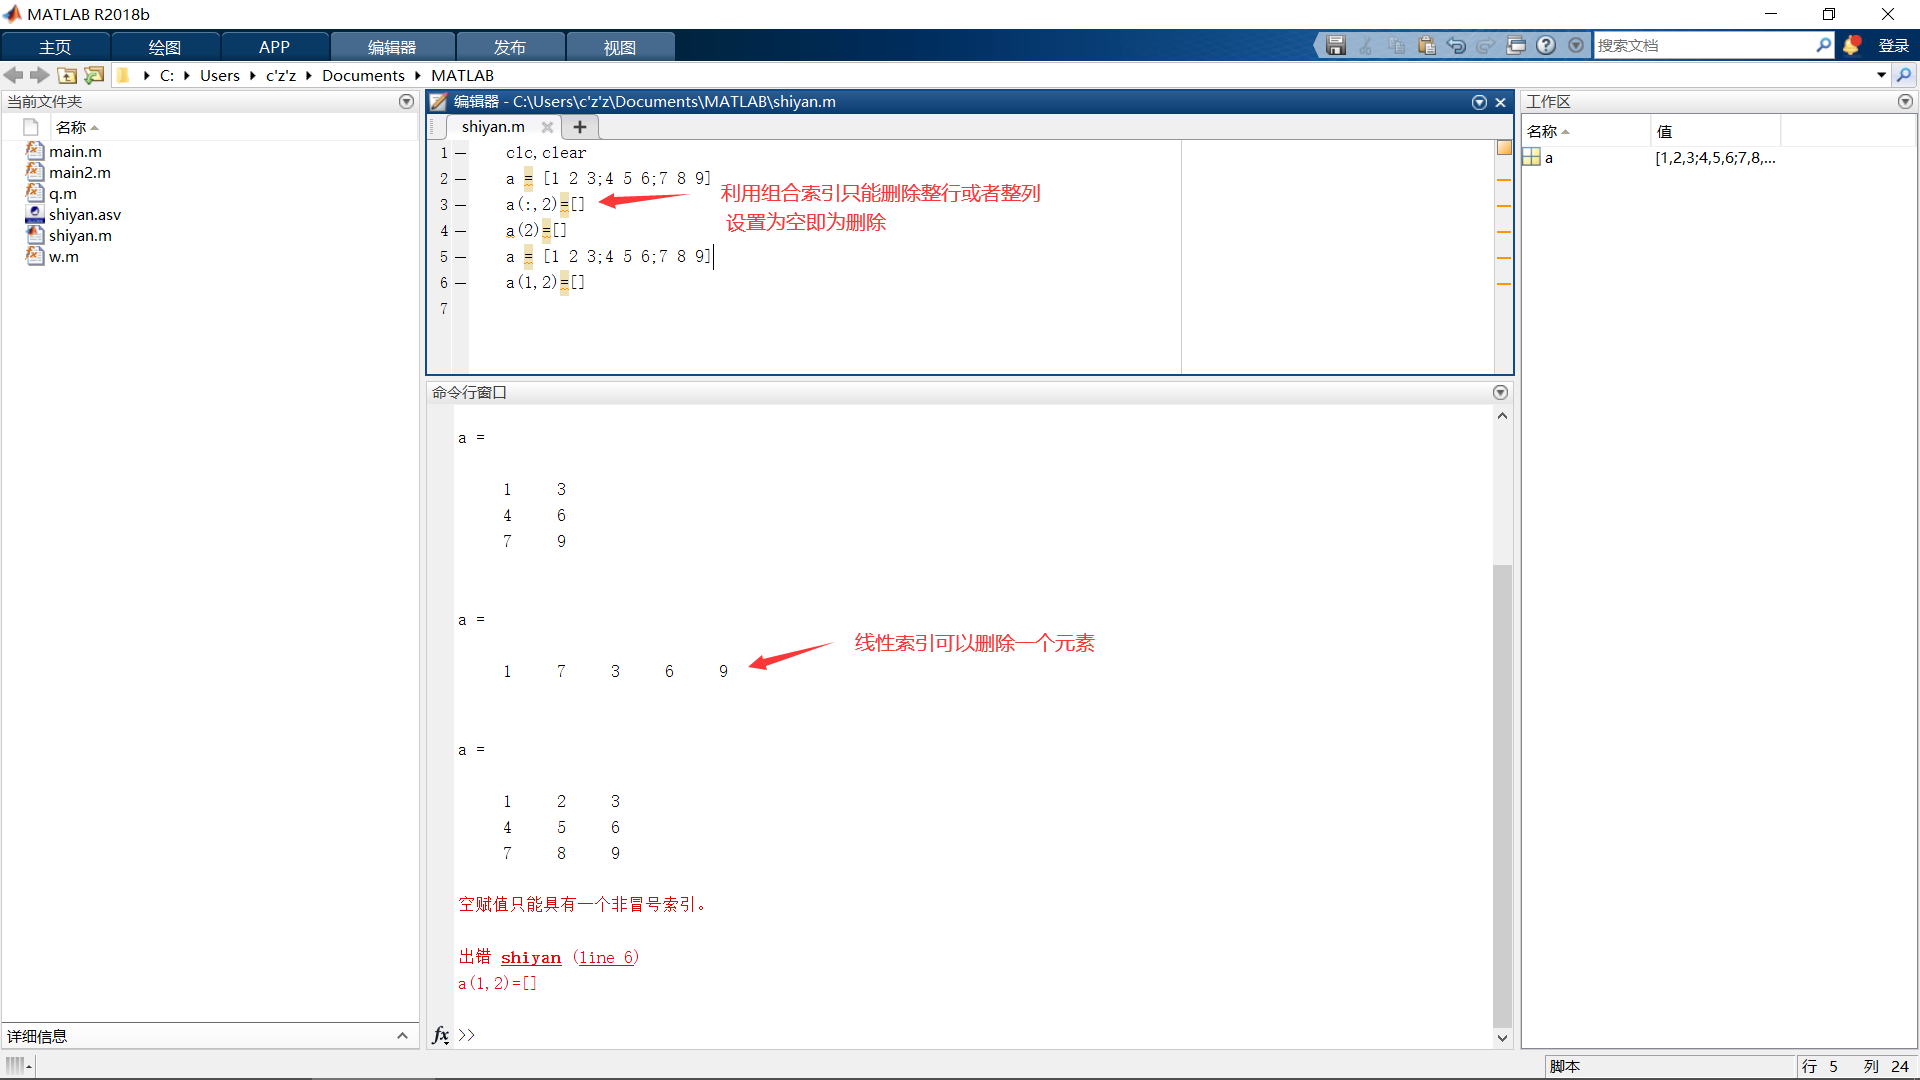 MATLAB R2018b
主页 绘图 APP 编辑器 发布 视图
搜索文档
登录
C: Users c'z'z Documents MATLAB
当前文件夹
名称
main.m
main2.m
q.m
shiyan.asv
shiyan.m
w.m
详细信息
编辑器 - C:\Users\c'z'z\Documents\MATLAB\shiyan.m
shiyan.m
1 clc,clear
2 a = [1 2 3;4 5 6;7 8 9]
3 a(:,2)=[]
4 a(2)=[]
5 a = [1 2 3;4 5 6;7 8 9]
6 a(1,2)=[]
7
利用组合索引只能删除整行或者整列
设置为空即为删除
命令行窗口
a =
1 3
4 6
7 9
a =
1 7 3 6 9
线性索引可以删除一个元素
a =
1 2 3
4 5 6
7 8 9
空赋值只能具有一个非冒号索引。
出错 shiyan (line 6)
a(1,2)=[]
fx >>
工作区
名称 值
a [1,2,3;4,5,6;7,8,...
脚本 行 5 列 24